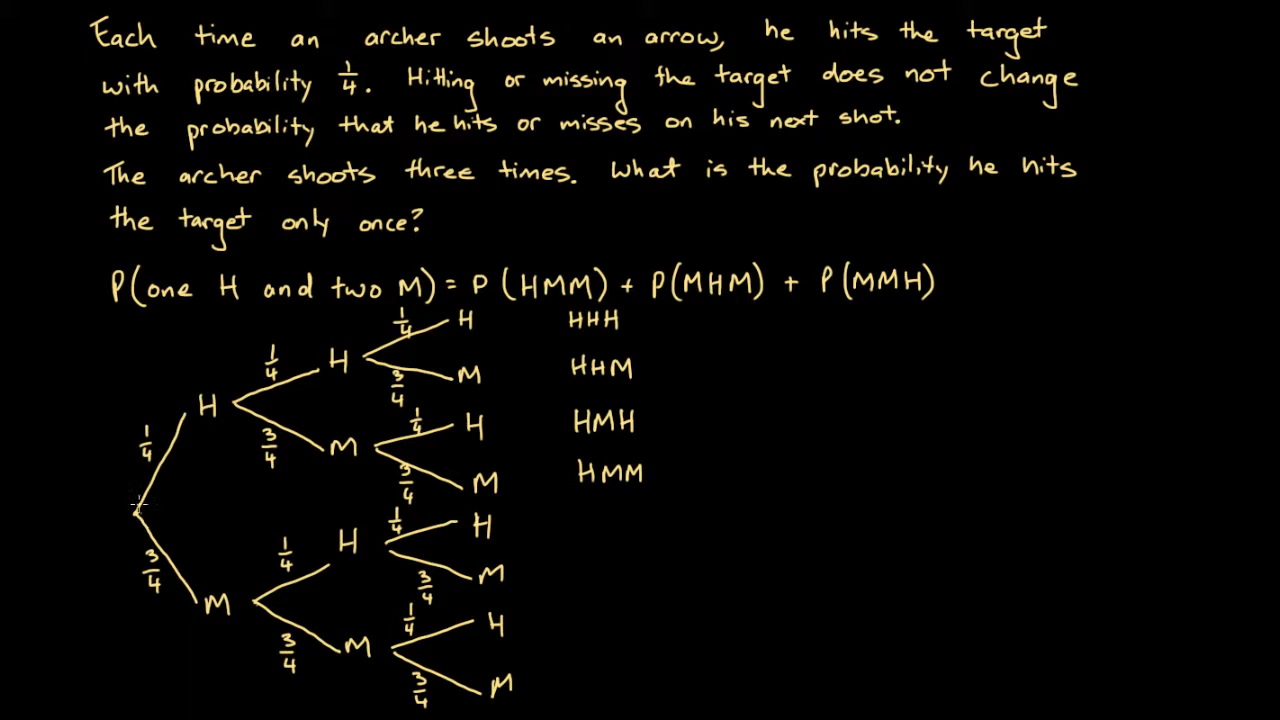 Each time an archer shoots an arrow, he hits the target
with probability 1/4. Hitting or missing the target does not change
the probability that he hits or misses on his next shot.
The archer shoots three times. What is the probability he hits
the target only once?
P(one H and two M) = P(HMM) + P(MHM) + P(MMH)
1/4 H HHH
1/4 H
3/4 M HHM
H
1/4 H HMH
1/4 3/4 M
3/4 M HMM
1/4 H
1/4 H
3/4 3/4 M
M
1/4 H
3/4 M
3/4 M